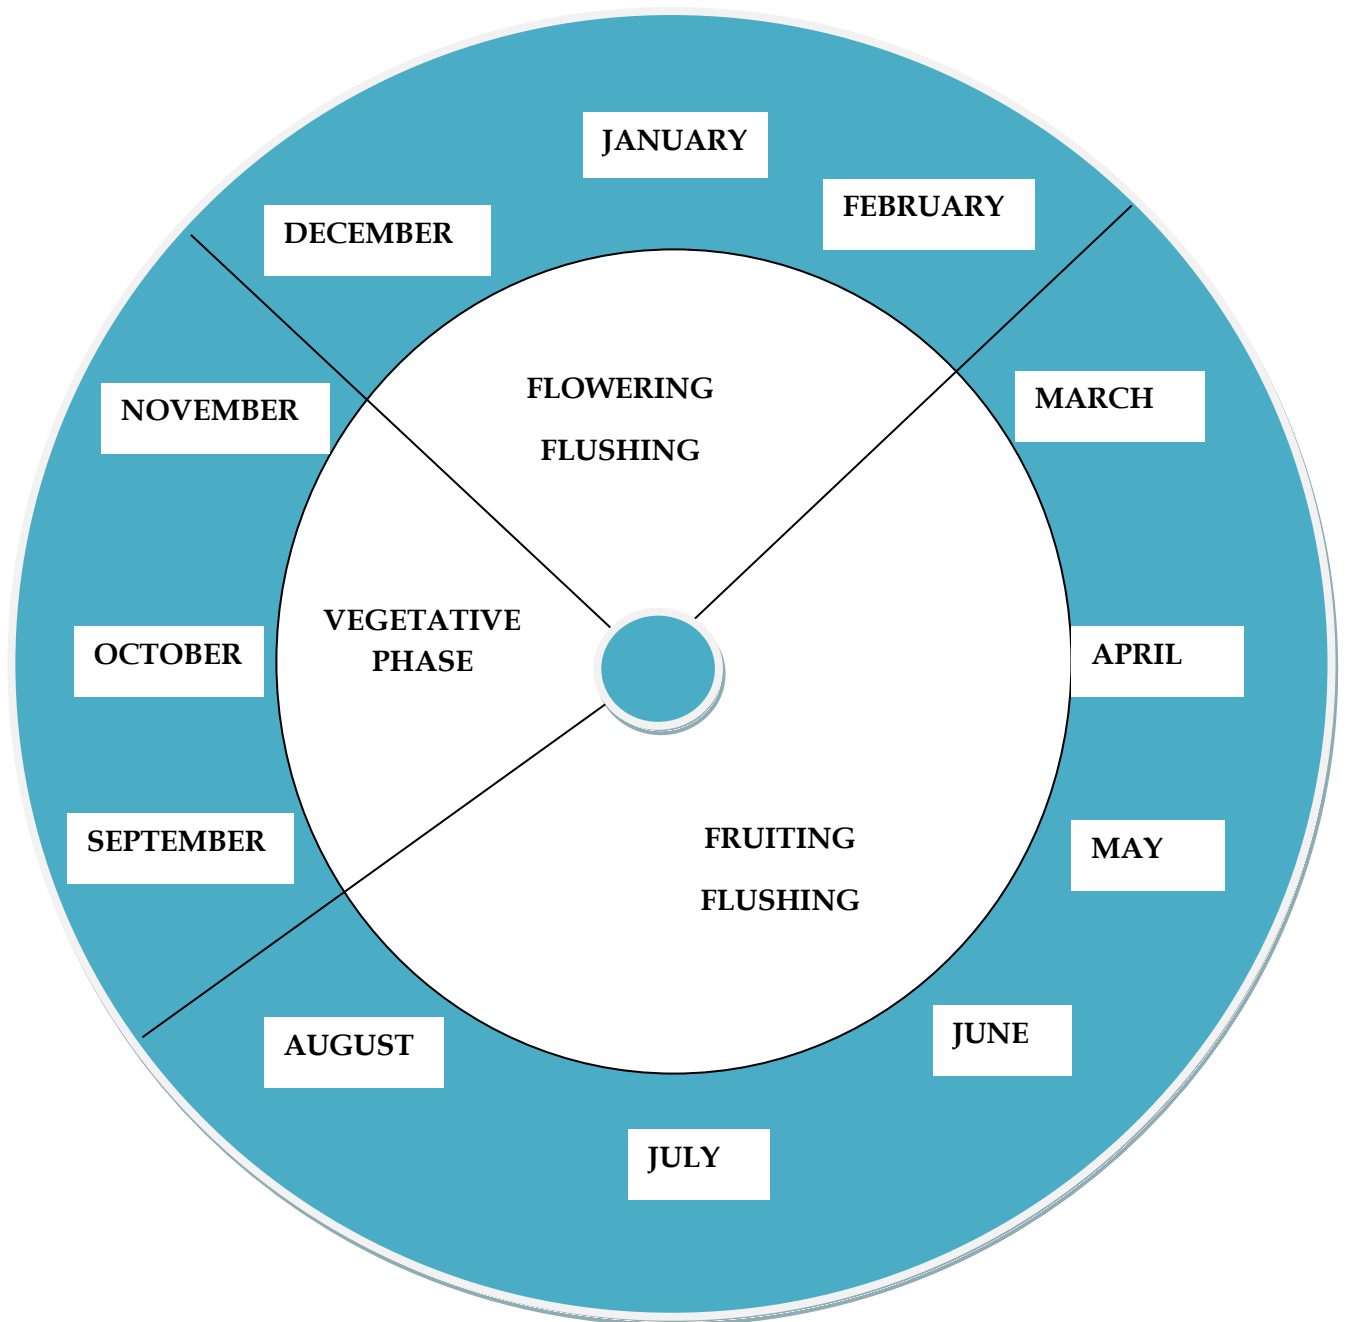 JANUARY
FEBRUARY
DECEMBER
MARCH
NOVEMBER
FLOWERING
FLUSHING
VEGETATIVE
PHASE
OCTOBER
APRIL
SEPTEMBER
FRUITING
FLUSHING
MAY
AUGUST
JUNE
JULY